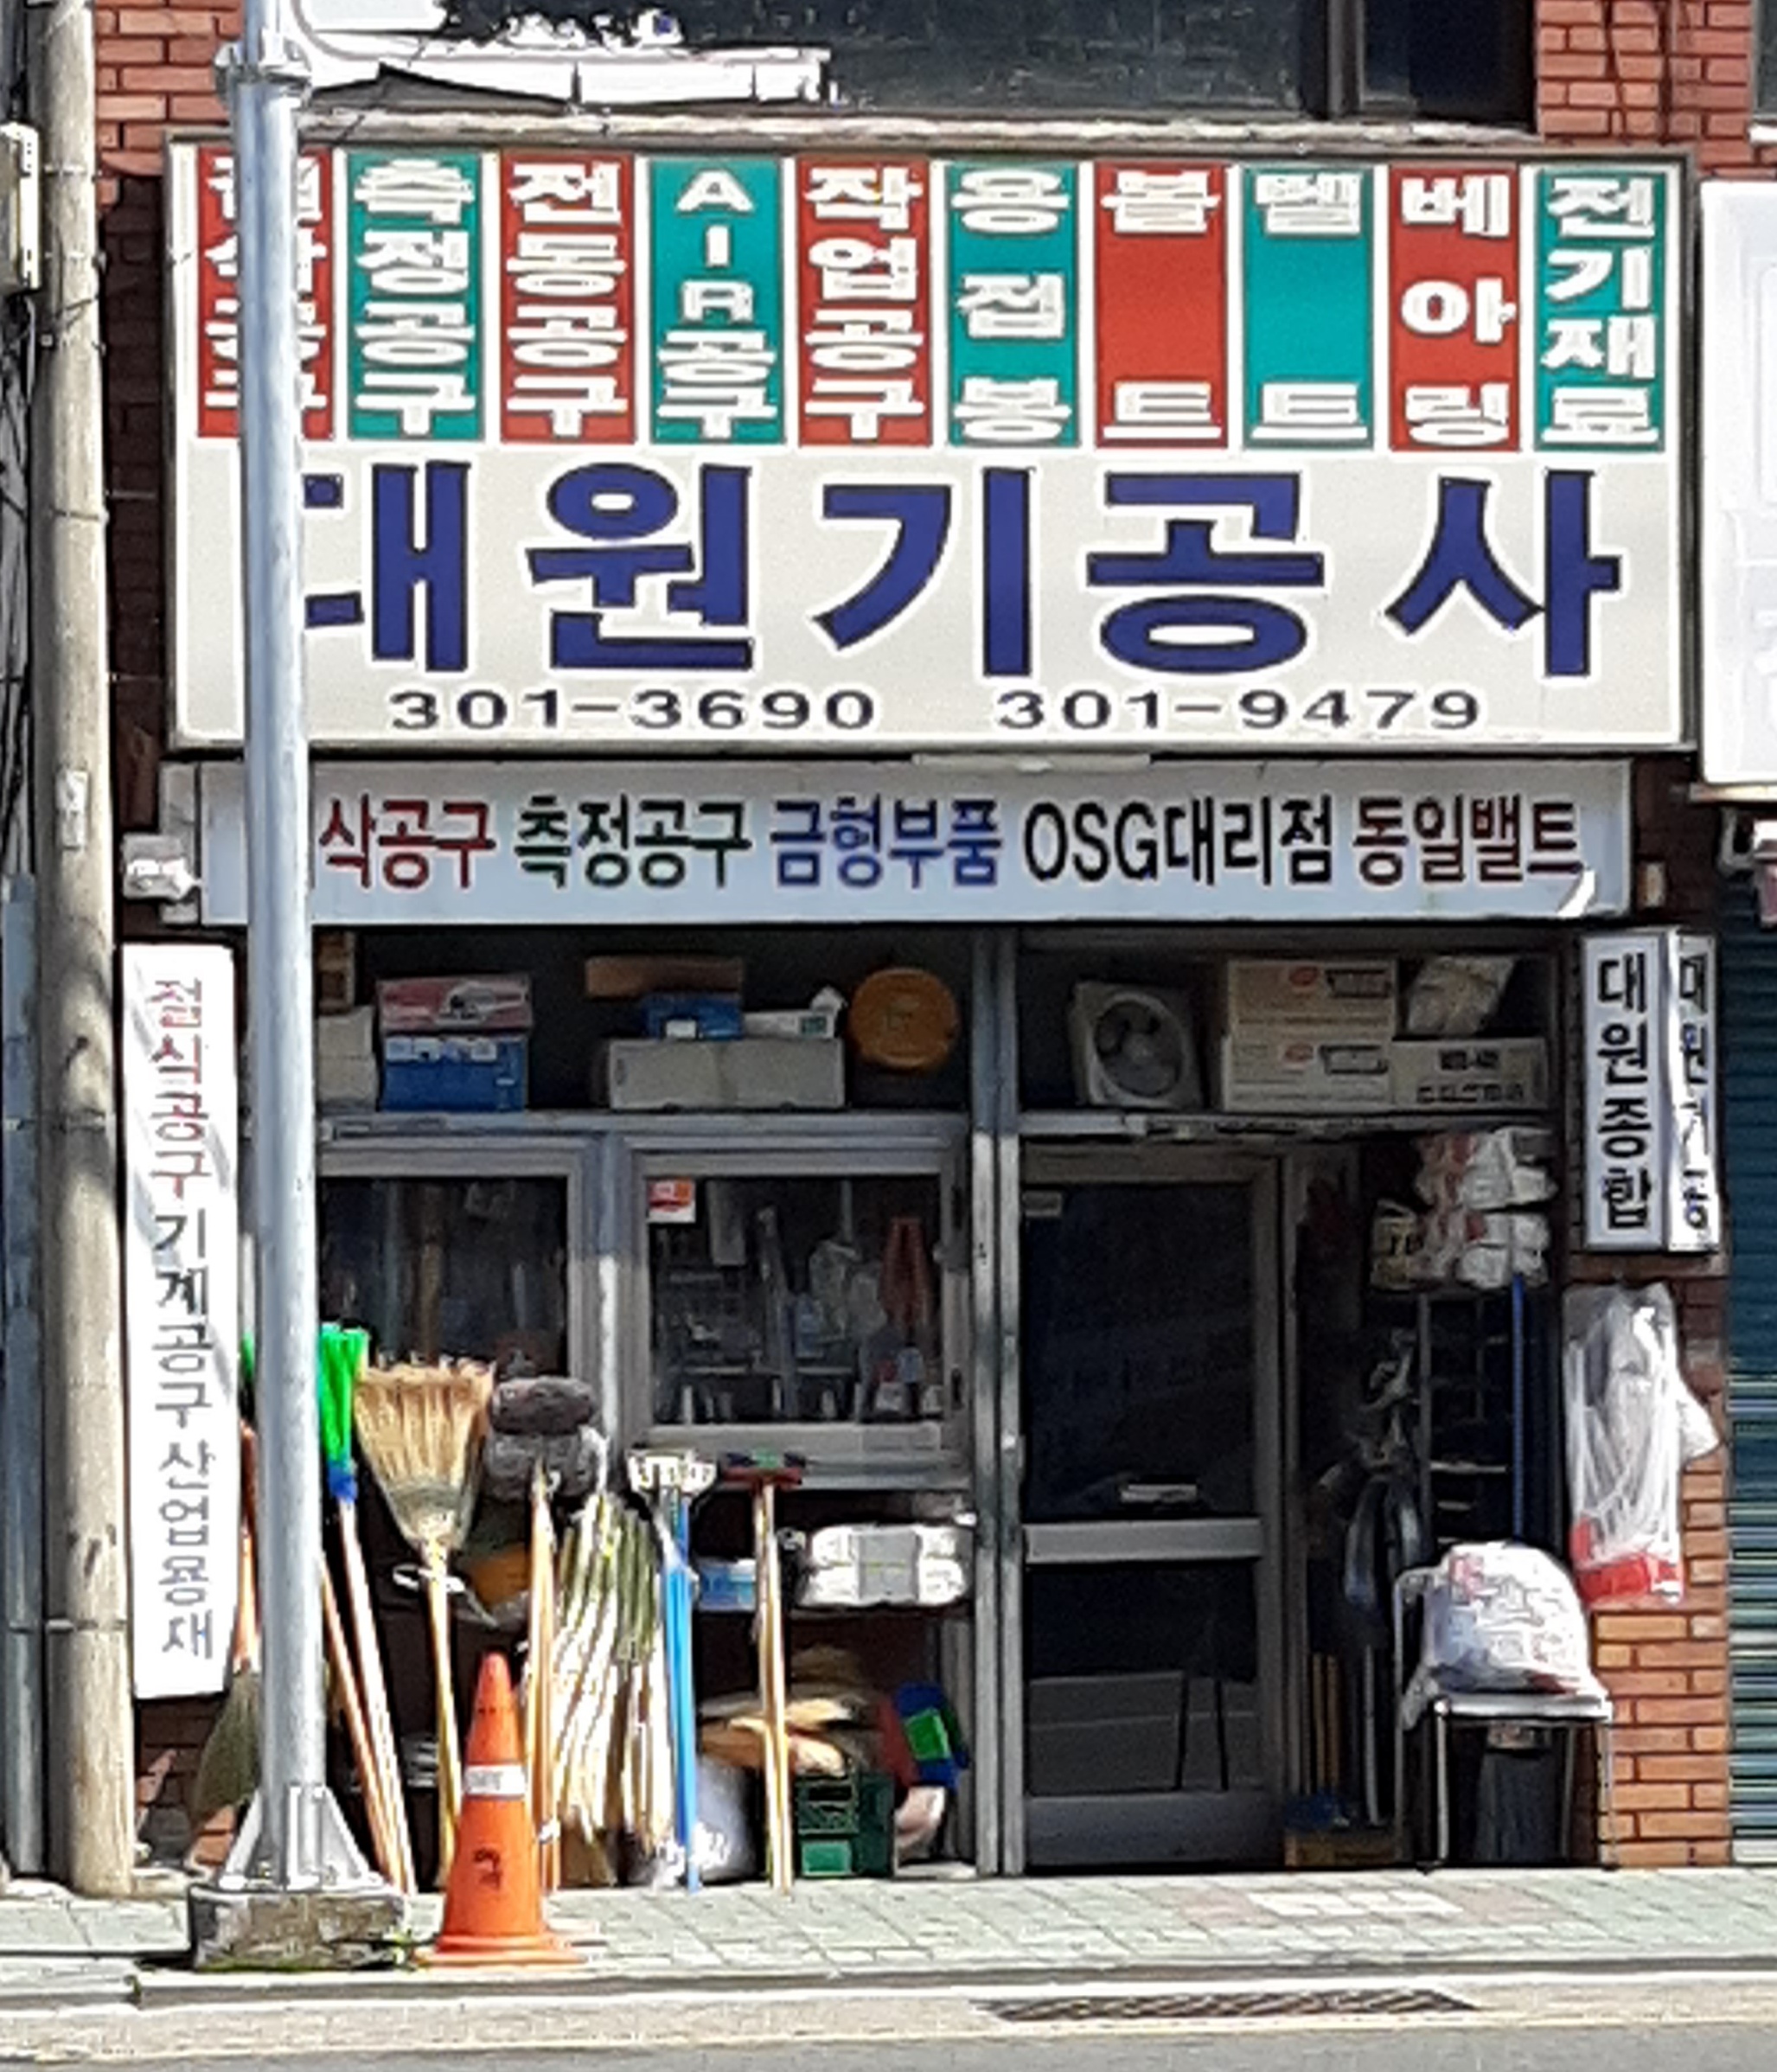 측정공구
전동공구
AIR공구
작업공구
용접봉
볼트
벨트
베아링
전기재료
대원기공사
301-3690 301-9479
삭공구 측정공구 금형부품 OSG대리점 동일밸트
대원종합
절삭공구 기계공구 산업용재